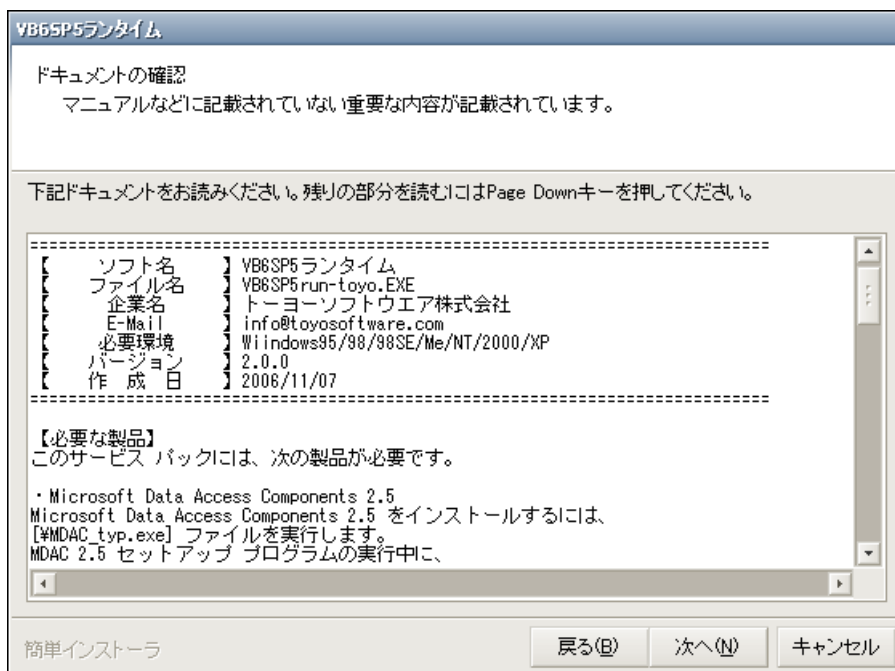 VB6SP5ランタイム
ドキュメントの確認
マニュアルなどに記載されていない重要な内容が記載されています。
下記ドキュメントをお読みください。残りの部分を読むにはPage Downキーを押してください。
===========================================================================
【 ソフト名 】VB6SP5ランタイム
【 ファイル名 】VB6SP5run-toyo.EXE
【 企業名 】トーヨーソフトウエア株式会社
【 E-Mail 】info@toyosoftware.com
【 必要環境 】Wiindows95/98/98SE/Me/NT/2000/XP
【 バージョン 】2.0.0
【 作 成 日 】2006/11/07
===========================================================================
【必要な製品】
このサービス パックには、次の製品が必要です。
・Microsoft Data Access Components 2.5
Microsoft Data Access Components 2.5 をインストールするには、
[¥MDAC_typ.exe] ファイルを実行します。
MDAC 2.5 セットアップ プログラムの実行中に、
簡単インストーラ
戻る(B)
次へ(N)
キャンセル